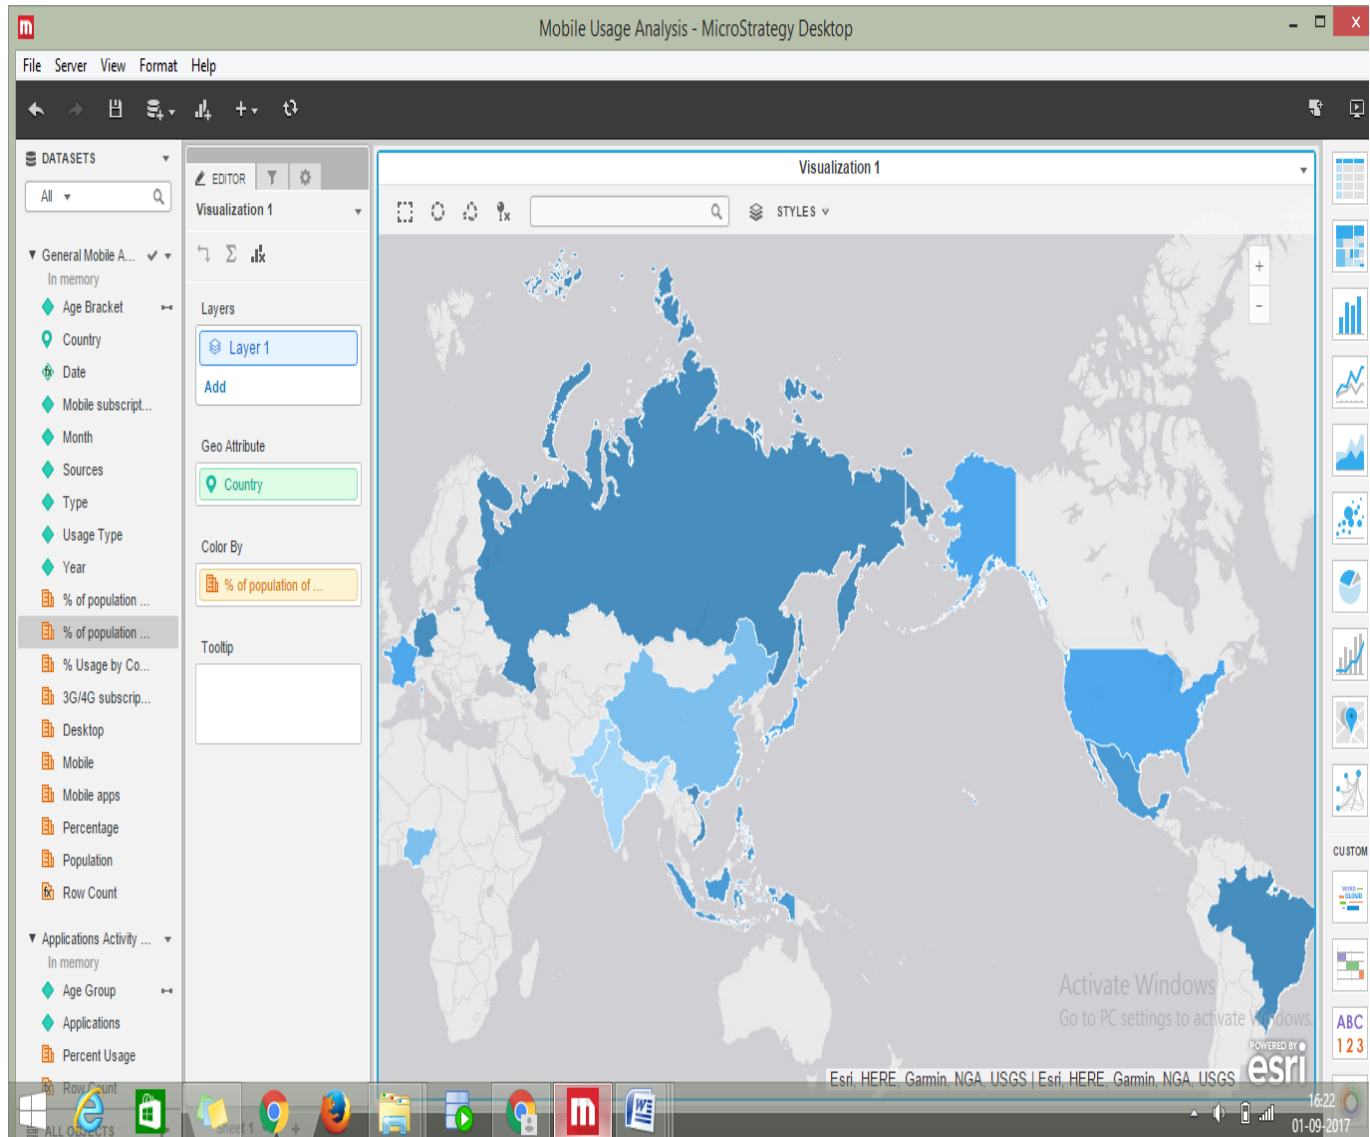 Mobile Usage Analysis - MicroStrategy Desktop
File Server View Format Help
DATASETS
All
General Mobile A...
In memory
Age Bracket
Country
Date
Mobile subscript...
Month
Sources
Type
Usage Type
Year
% of population ...
% of population ...
% Usage by Co...
3G/4G subscrip...
Desktop
Mobile
Mobile apps
Percentage
Population
Row Count
Applications Activity ...
In memory
Age Group
Applications
Percent Usage
Row Count
ALL OBJECTS
EDITOR
Visualization 1
Layers
Layer 1
Add
Geo Attribute
Country
Color By
% of population of ...
Tooltip
Visualization 1
STYLES
Activate Windows
Go to PC settings to activate Windows.
POWERED BY
esri
Esri, HERE, Garmin, NGA, USGS | Esri, HERE, Garmin, NGA, USGS
CUSTOM
WORD
CLOUD
ABC
123
Sheet 1
16:22
01-09-2017